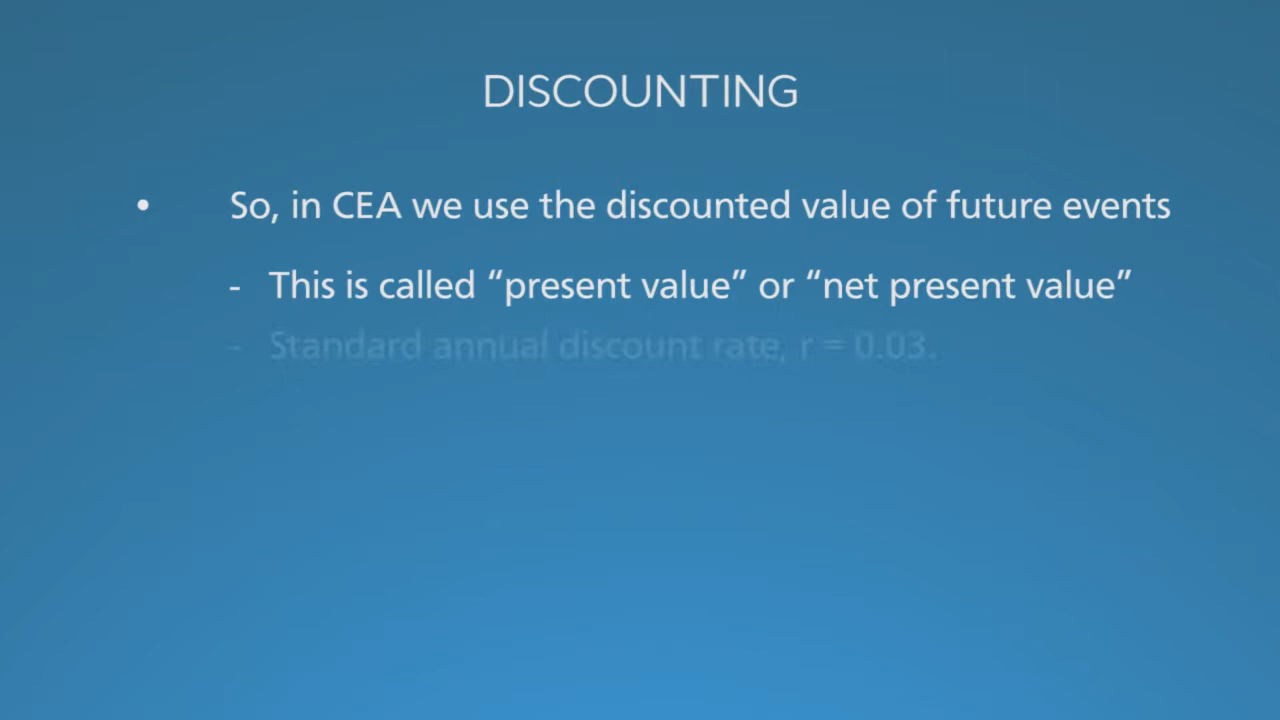 DISCOUNTING
• So, in CEA we use the discounted value of future events
- This is called “present value” or “net present value”
- Standard annual discount rate, r = 0.03.